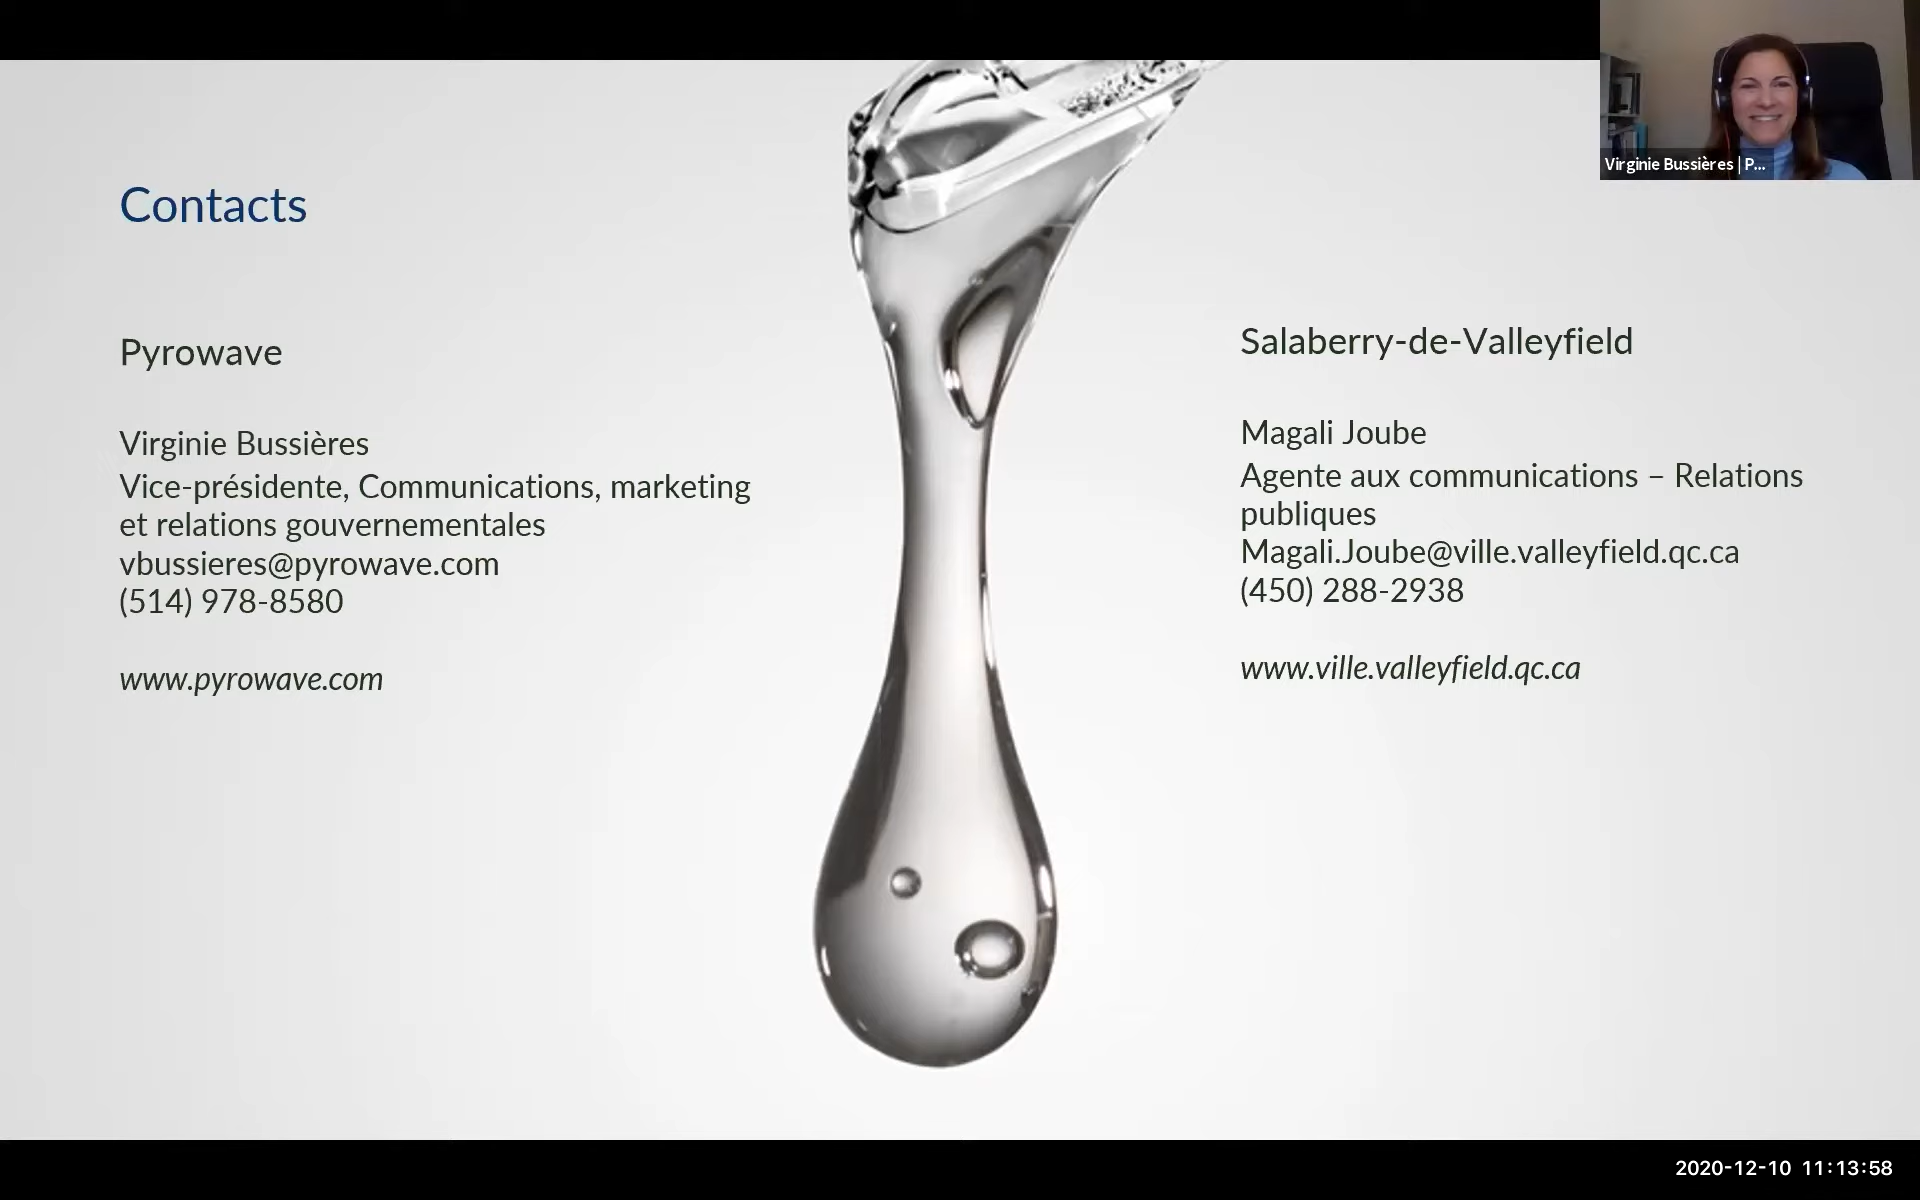 Virginie Bussières | P...
Contacts
Pyrowave
Virginie Bussières
Vice-présidente, Communications, marketing
et relations gouvernementales
vbussieres@pyrowave.com
(514) 978-8580
www.pyrowave.com
Salaberry-de-Valleyfield
Magali Joube
Agente aux communications – Relations
publiques
Magali.Joube@ville.valleyfield.qc.ca
(450) 288-2938
www.ville.valleyfield.qc.ca
2020-12-10 11:13:58